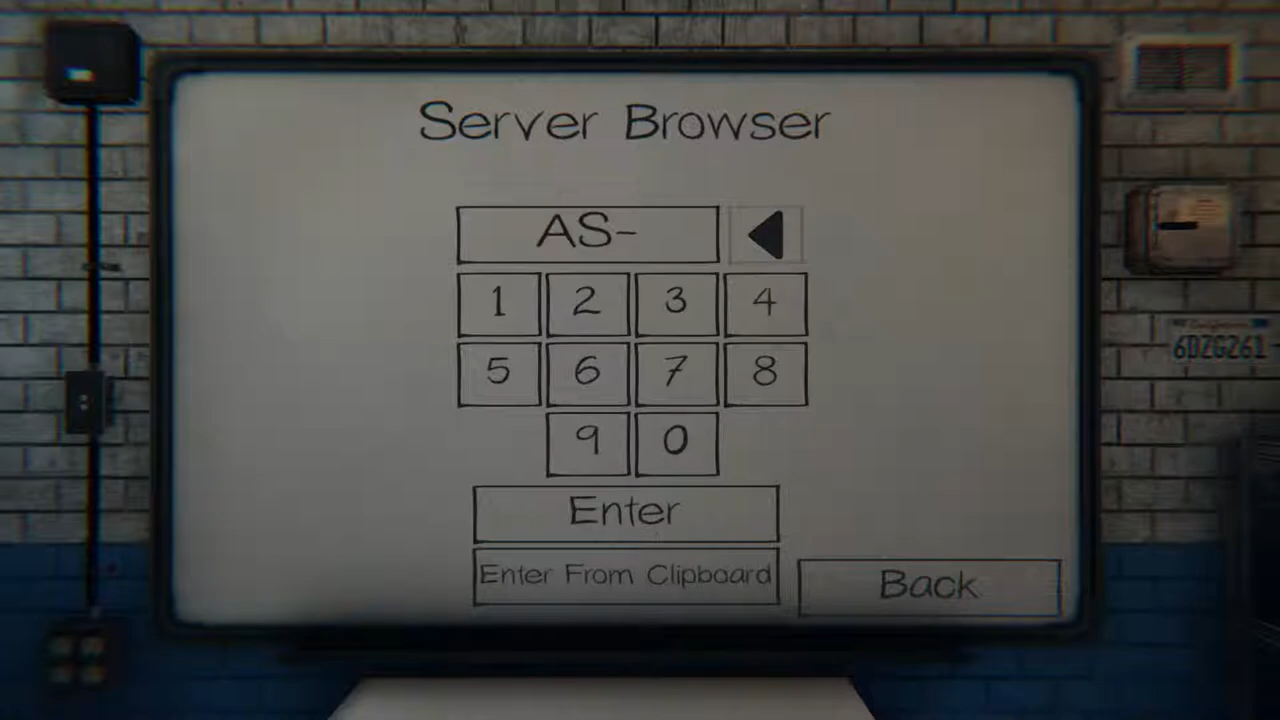 Server Browser
AS-
1 2 3 4
5 6 7 8
9 0
Enter
Enter From Clipboard
Back
6DZG261